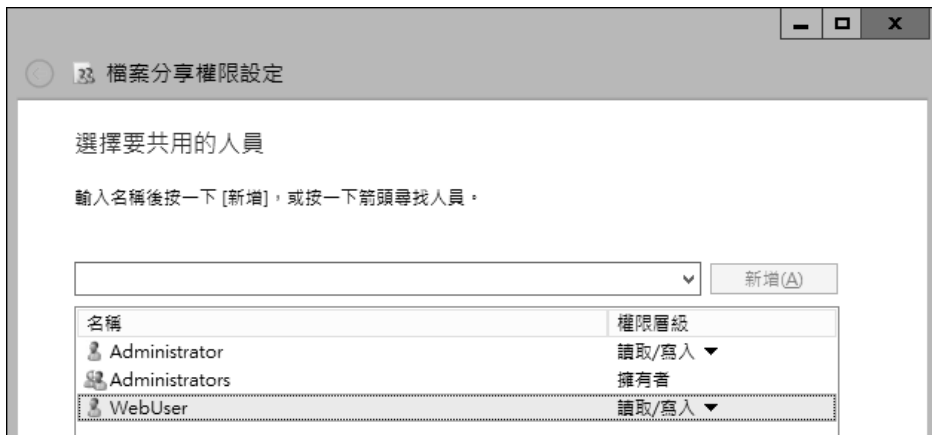 檔案分享權限設定
選擇要共用的人員
輸入名稱後按一下 [新增]，或按一下箭頭尋找人員。
新增(A)
名稱 權限層級
Administrator 讀取/寫入
Administrators 擁有者
WebUser 讀取/寫入